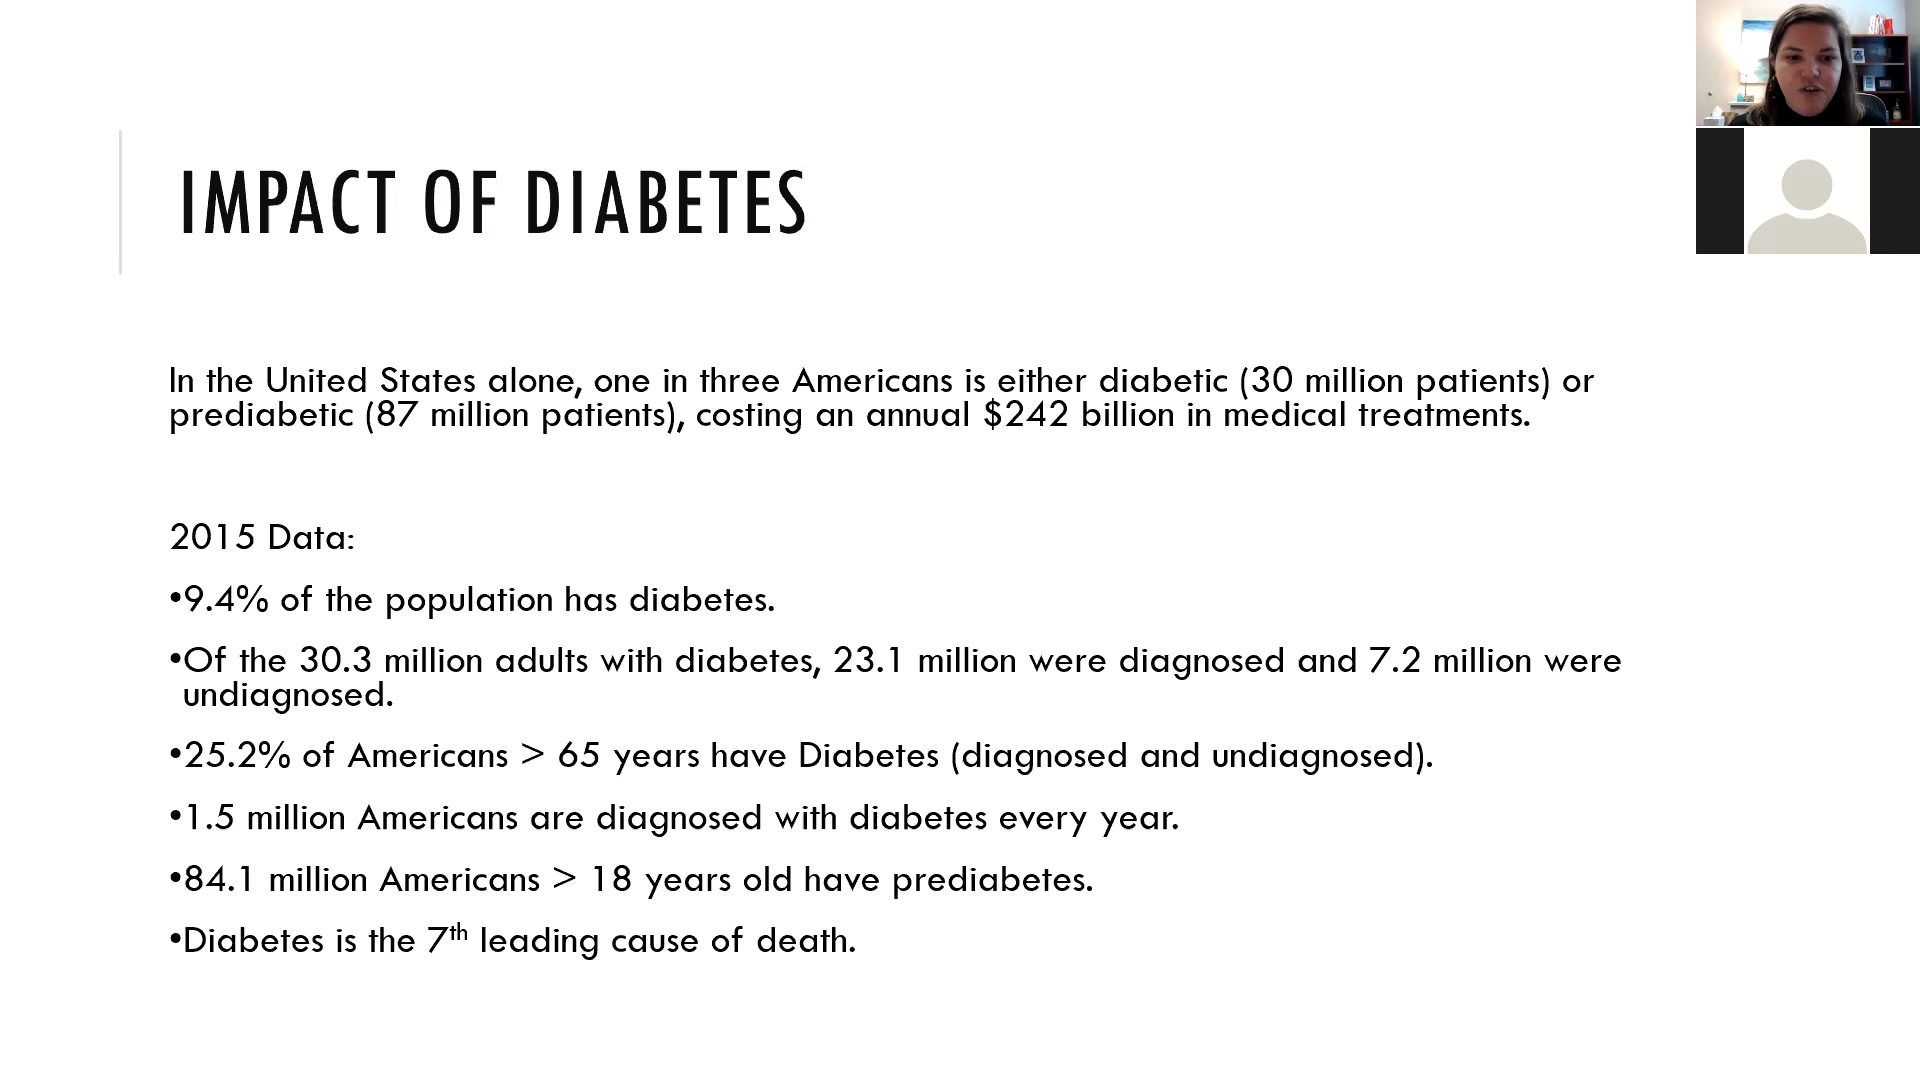 IMPACT OF DIABETES
In the United States alone, one in three Americans is either diabetic (30 million patients) or
prediabetic (87 million patients), costing an annual $242 billion in medical treatments.
2015 Data:
•9.4% of the population has diabetes.
•Of the 30.3 million adults with diabetes, 23.1 million were diagnosed and 7.2 million were
undiagnosed.
•25.2% of Americans > 65 years have Diabetes (diagnosed and undiagnosed).
•1.5 million Americans are diagnosed with diabetes every year.
•84.1 million Americans > 18 years old have prediabetes.
•Diabetes is the 7th leading cause of death.